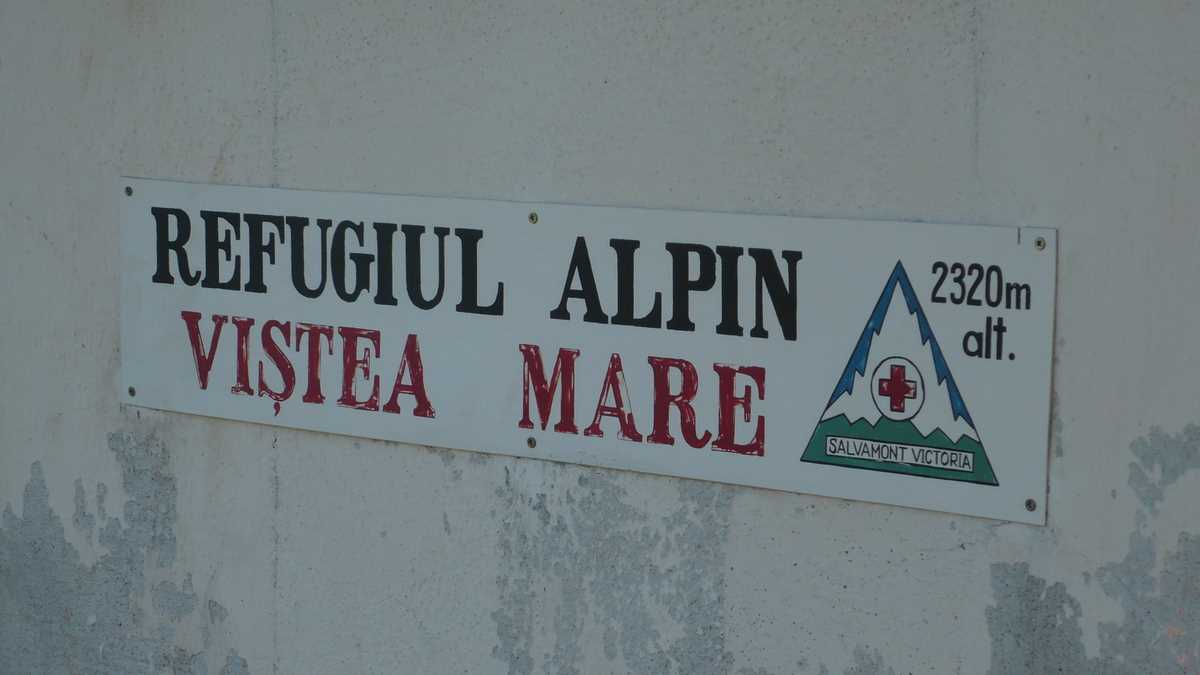 REFUGIUL ALPIN
VIȘTEA MARE
2320m
alt.
SALVAMONT VICTORIA